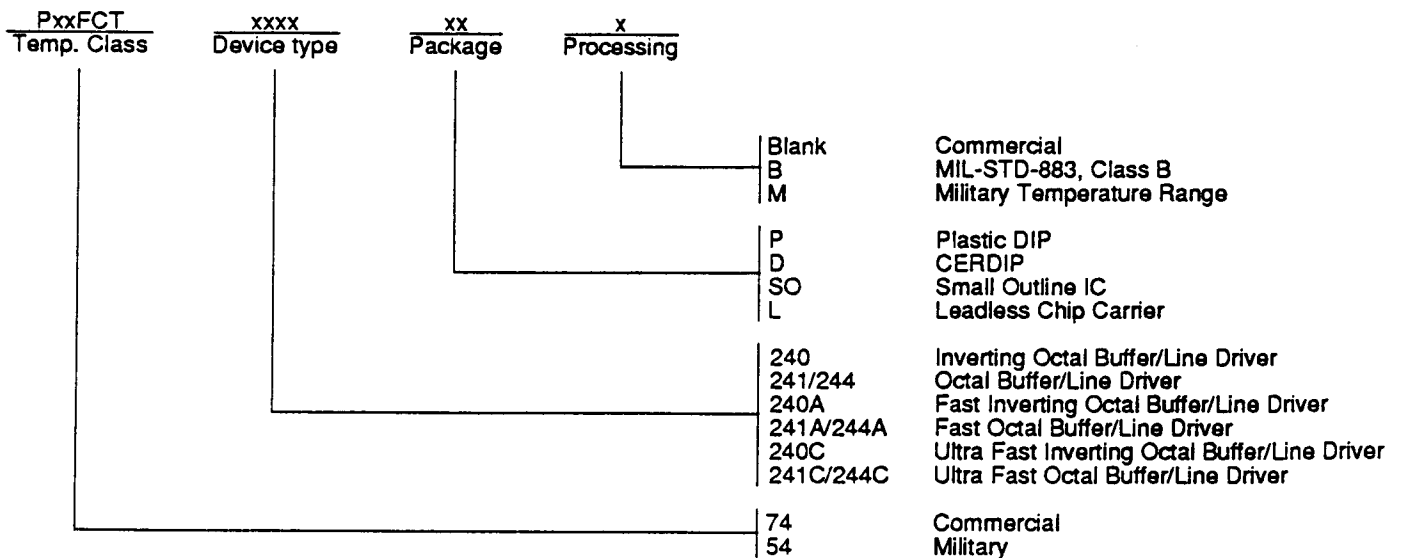 PxxFCT xxxx xx x
Temp. Class Device type Package Processing
Blank Commercial
B MIL-STD-883, Class B
M Military Temperature Range
P Plastic DIP
D CERDIP
SO Small Outline IC
L Leadless Chip Carrier
240 Inverting Octal Buffer/Line Driver
241/244 Octal Buffer/Line Driver
240A Fast Inverting Octal Buffer/Line Driver
241A/244A Fast Octal Buffer/Line Driver
240C Ultra Fast Inverting Octal Buffer/Line Driver
241C/244C Ultra Fast Octal Buffer/Line Driver
74 Commercial
54 Military